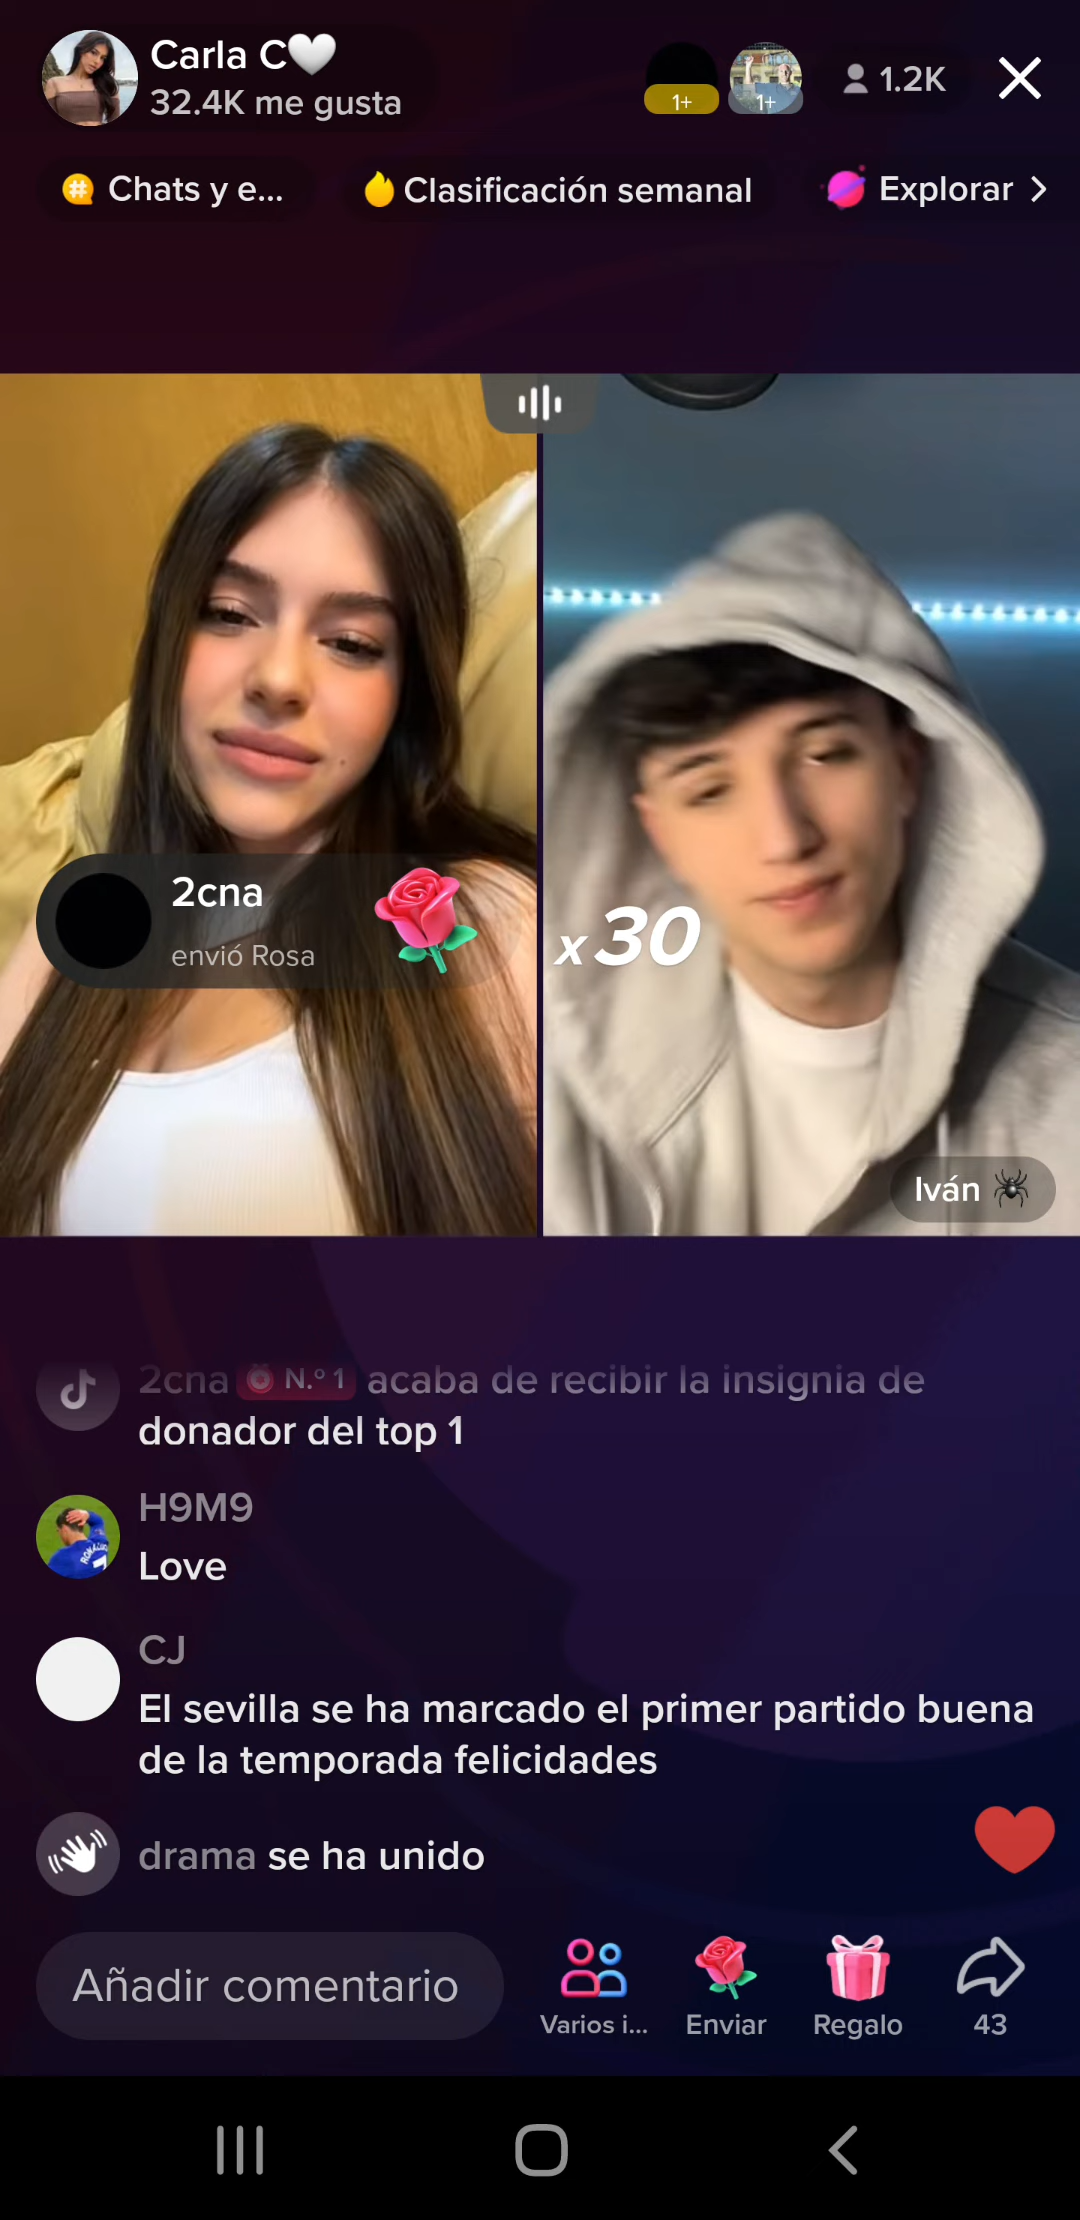 Carla C🤍
32.4K me gusta
1+
1+
1.2K
Chats y e...
Clasificación semanal
Explorar
2cna
envió Rosa
x30
Iván 🕷
2cna N.º 1 acaba de recibir la insignia de
donador del top 1
H9M9
Love
RONALDO
7
CJ
El sevilla se ha marcado el primer partido buena
de la temporada felicidades
drama se ha unido
Añadir comentario
Varios i...
Enviar
Regalo
43